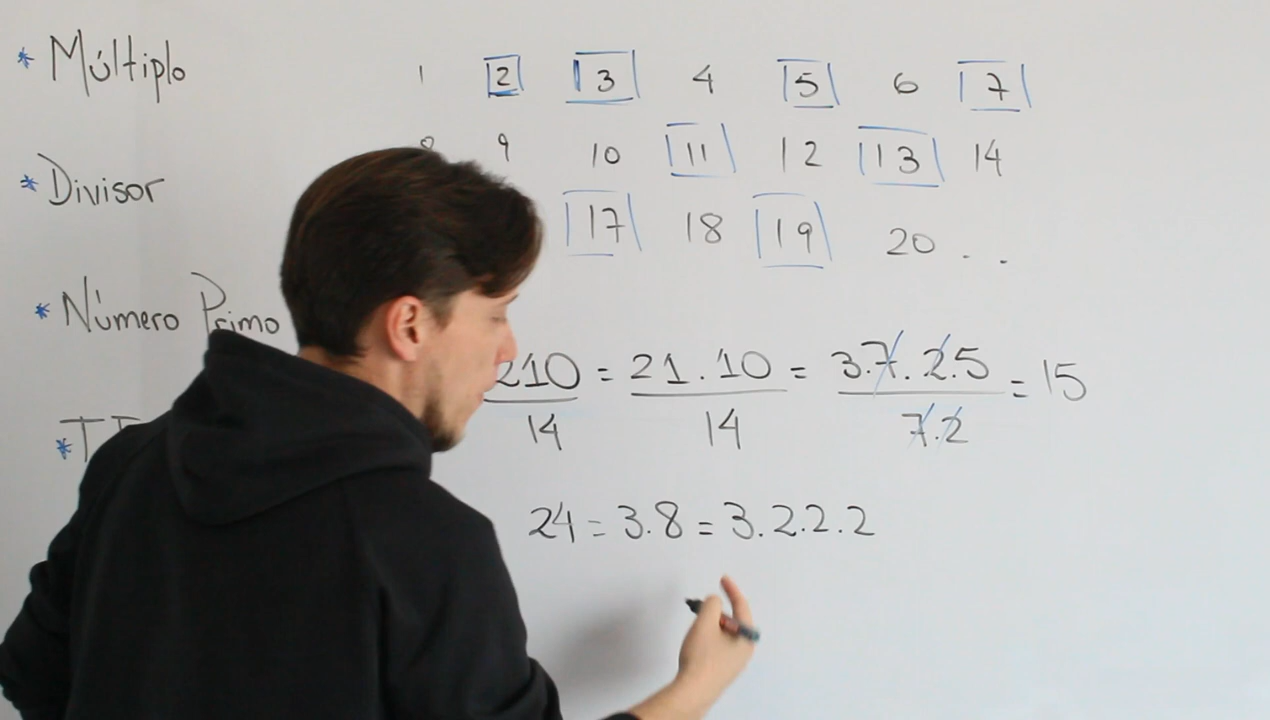 * Múltiplo
1 2 3 4 5 6 7
9 10 11 12 13 14
* Divisor
17 18 19 20 . .
* Número Primo
210/14 = 21.10/14 = 3.7.2.5/7.2 = 15
* T
24 = 3.8 = 3.2.2.2